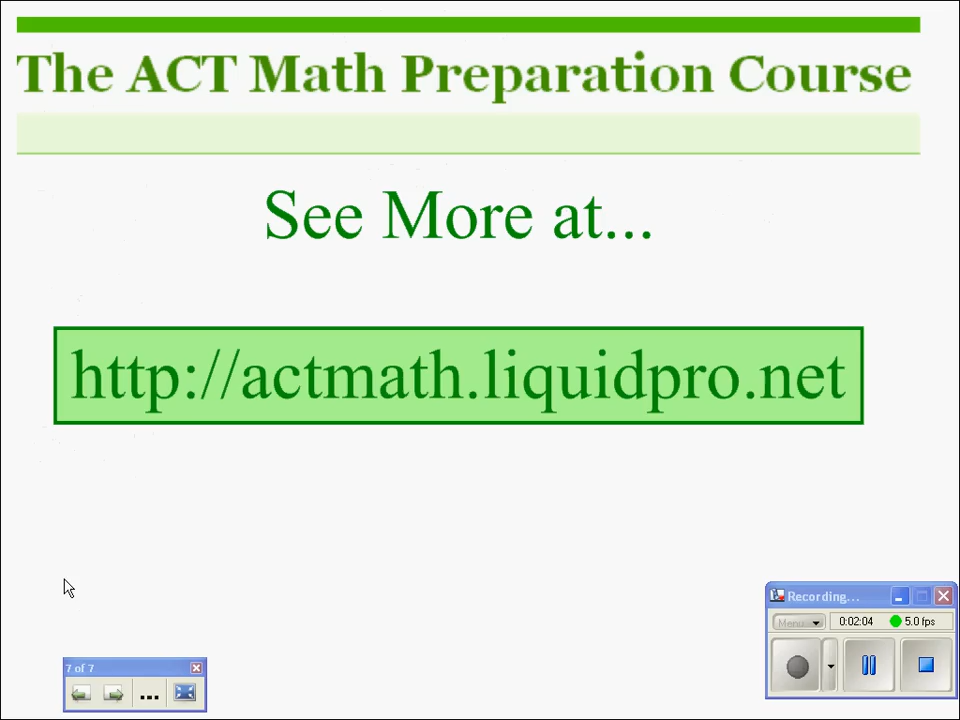 The ACT Math Preparation Course
See More at...
http://actmath.liquidpro.net
Recording...
Menu
0:02:04
5.0 fps
7 of 7
...